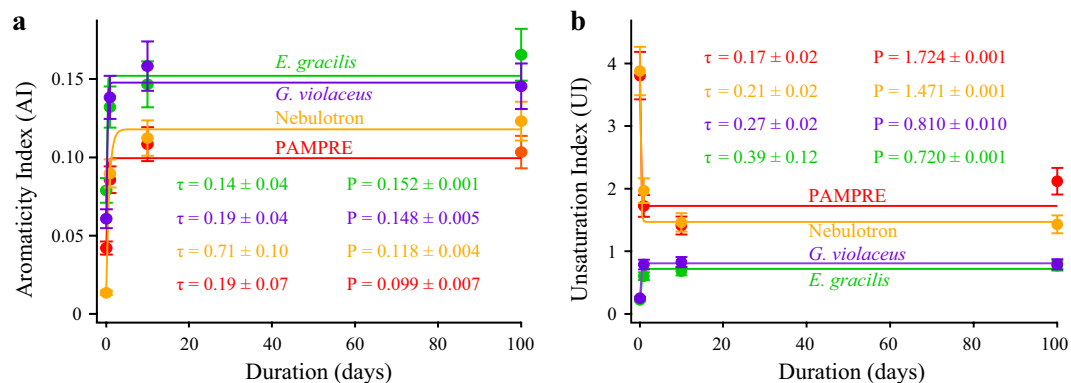 a
Aromaticity Index (AI)
0.15
0.10
0.05
0
E. gracilis
G. violaceus
Nebulotron
PAMPRE
τ = 0.14 ± 0.04 P = 0.152 ± 0.001
τ = 0.19 ± 0.04 P = 0.148 ± 0.005
τ = 0.71 ± 0.10 P = 0.118 ± 0.004
τ = 0.19 ± 0.07 P = 0.099 ± 0.007
0 20 40 60 80 100
Duration (days)
b
Unsaturation Index (UI)
4
3
2
1
0
τ = 0.17 ± 0.02 P = 1.724 ± 0.001
τ = 0.21 ± 0.02 P = 1.471 ± 0.001
τ = 0.27 ± 0.02 P = 0.810 ± 0.010
τ = 0.39 ± 0.12 P = 0.720 ± 0.001
PAMPRE
Nebulotron
G. violaceus
E. gracilis
0 20 40 60 80 100
Duration (days)